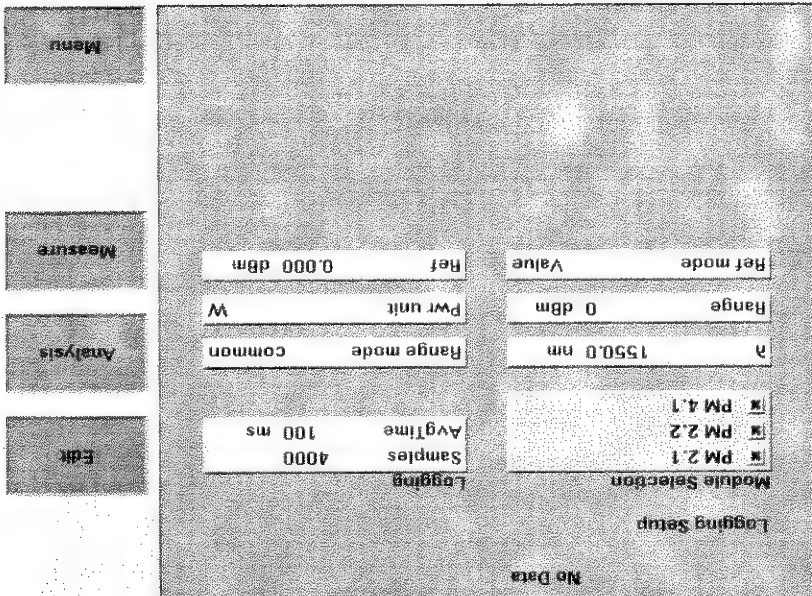 No Data
Logging Setup
Module Selection
PM 2.1
PM 2.2
PM 4.1
Logging
Samples 4000
AvgTime 100 ms
λ 1550.0 nm
Range mode common
Range 0 dBm
Pwr unit W
Ref mode Value
Ref 0.000 dBm
Edit
Analysis
Measure
Menu